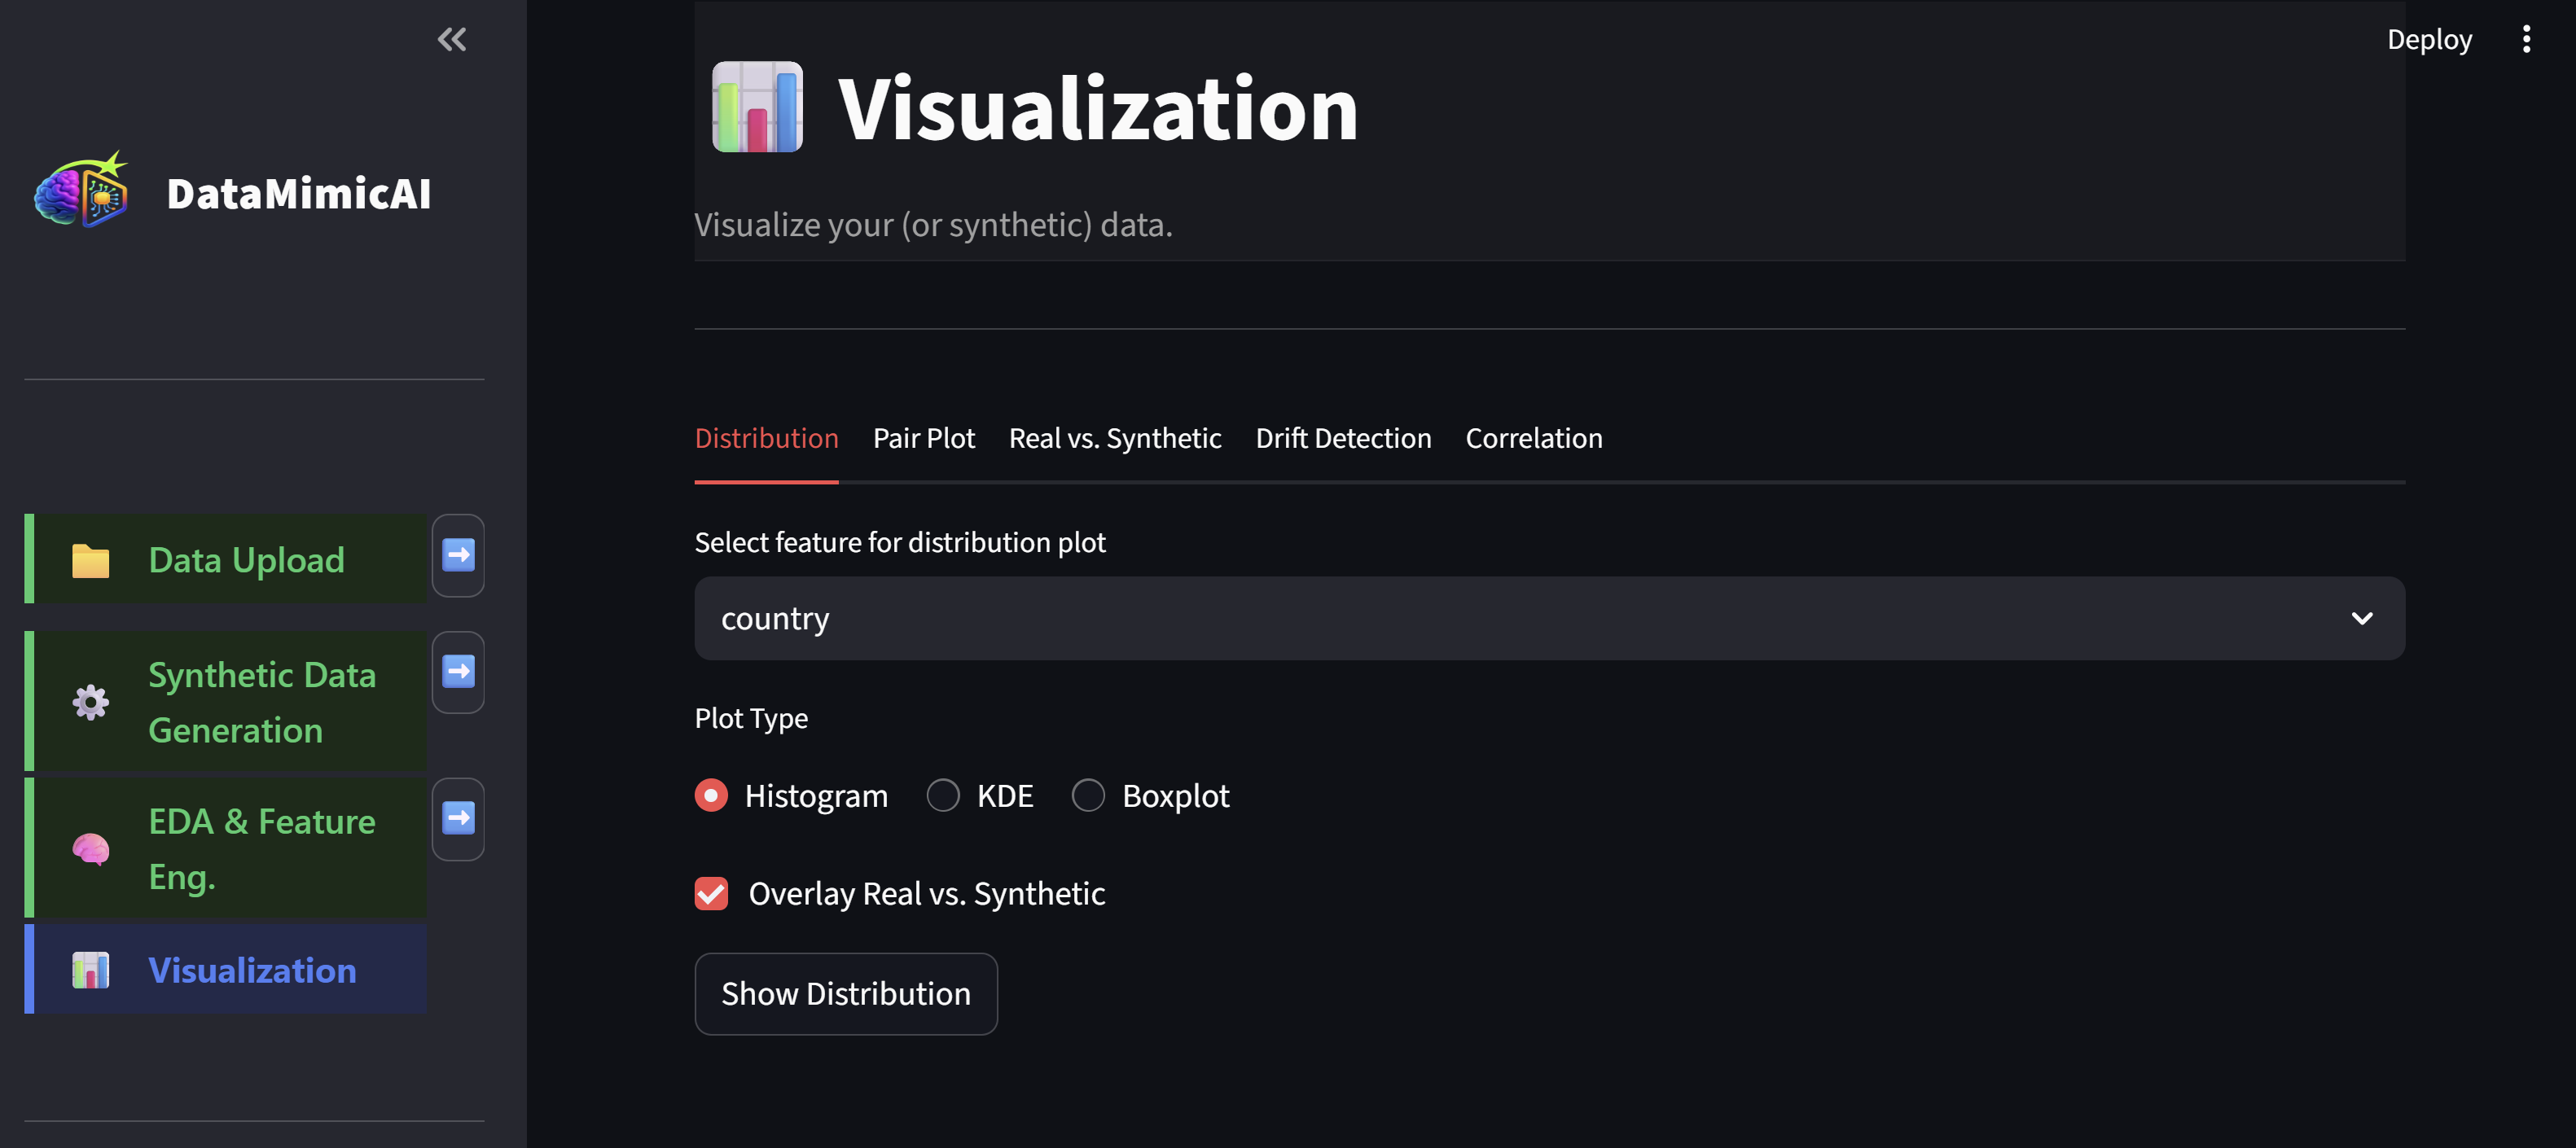 DataMimicAI
Data Upload
Synthetic Data
Generation
EDA & Feature
Eng.
Visualization
Deploy
Visualization
Visualize your (or synthetic) data.
Distribution Pair Plot Real vs. Synthetic Drift Detection Correlation
Select feature for distribution plot
country
Plot Type
Histogram KDE Boxplot
Overlay Real vs. Synthetic
Show Distribution